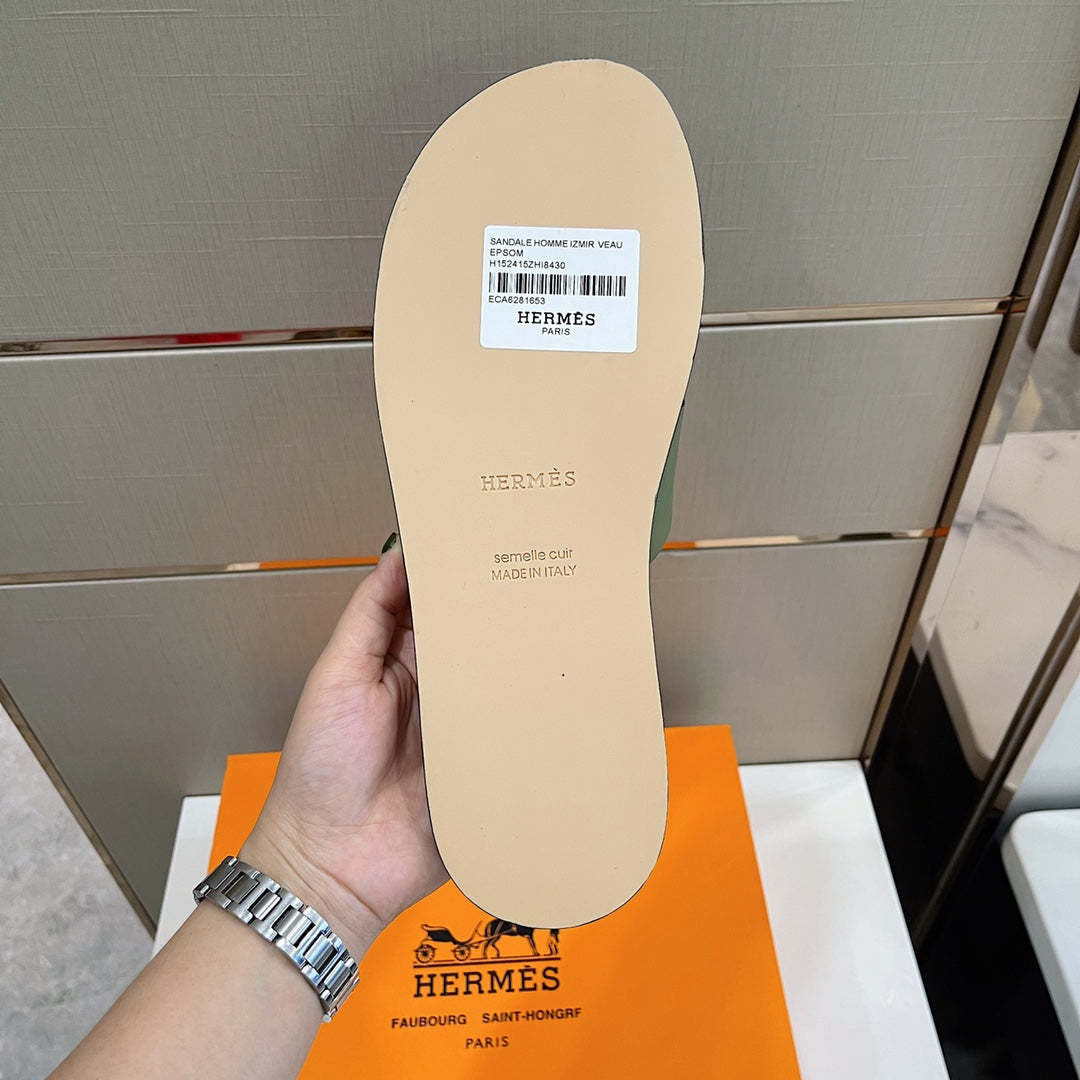 SANDALE HOMME IZMIR VEAU
EPSOM
H152415ZHI8430
ECA6281653
HERMÈS
PARIS
HERMÈS
semelle cuir
MADE IN ITALY
HERMÈS
FAUBOURG SAINT-HONGRF
PARIS